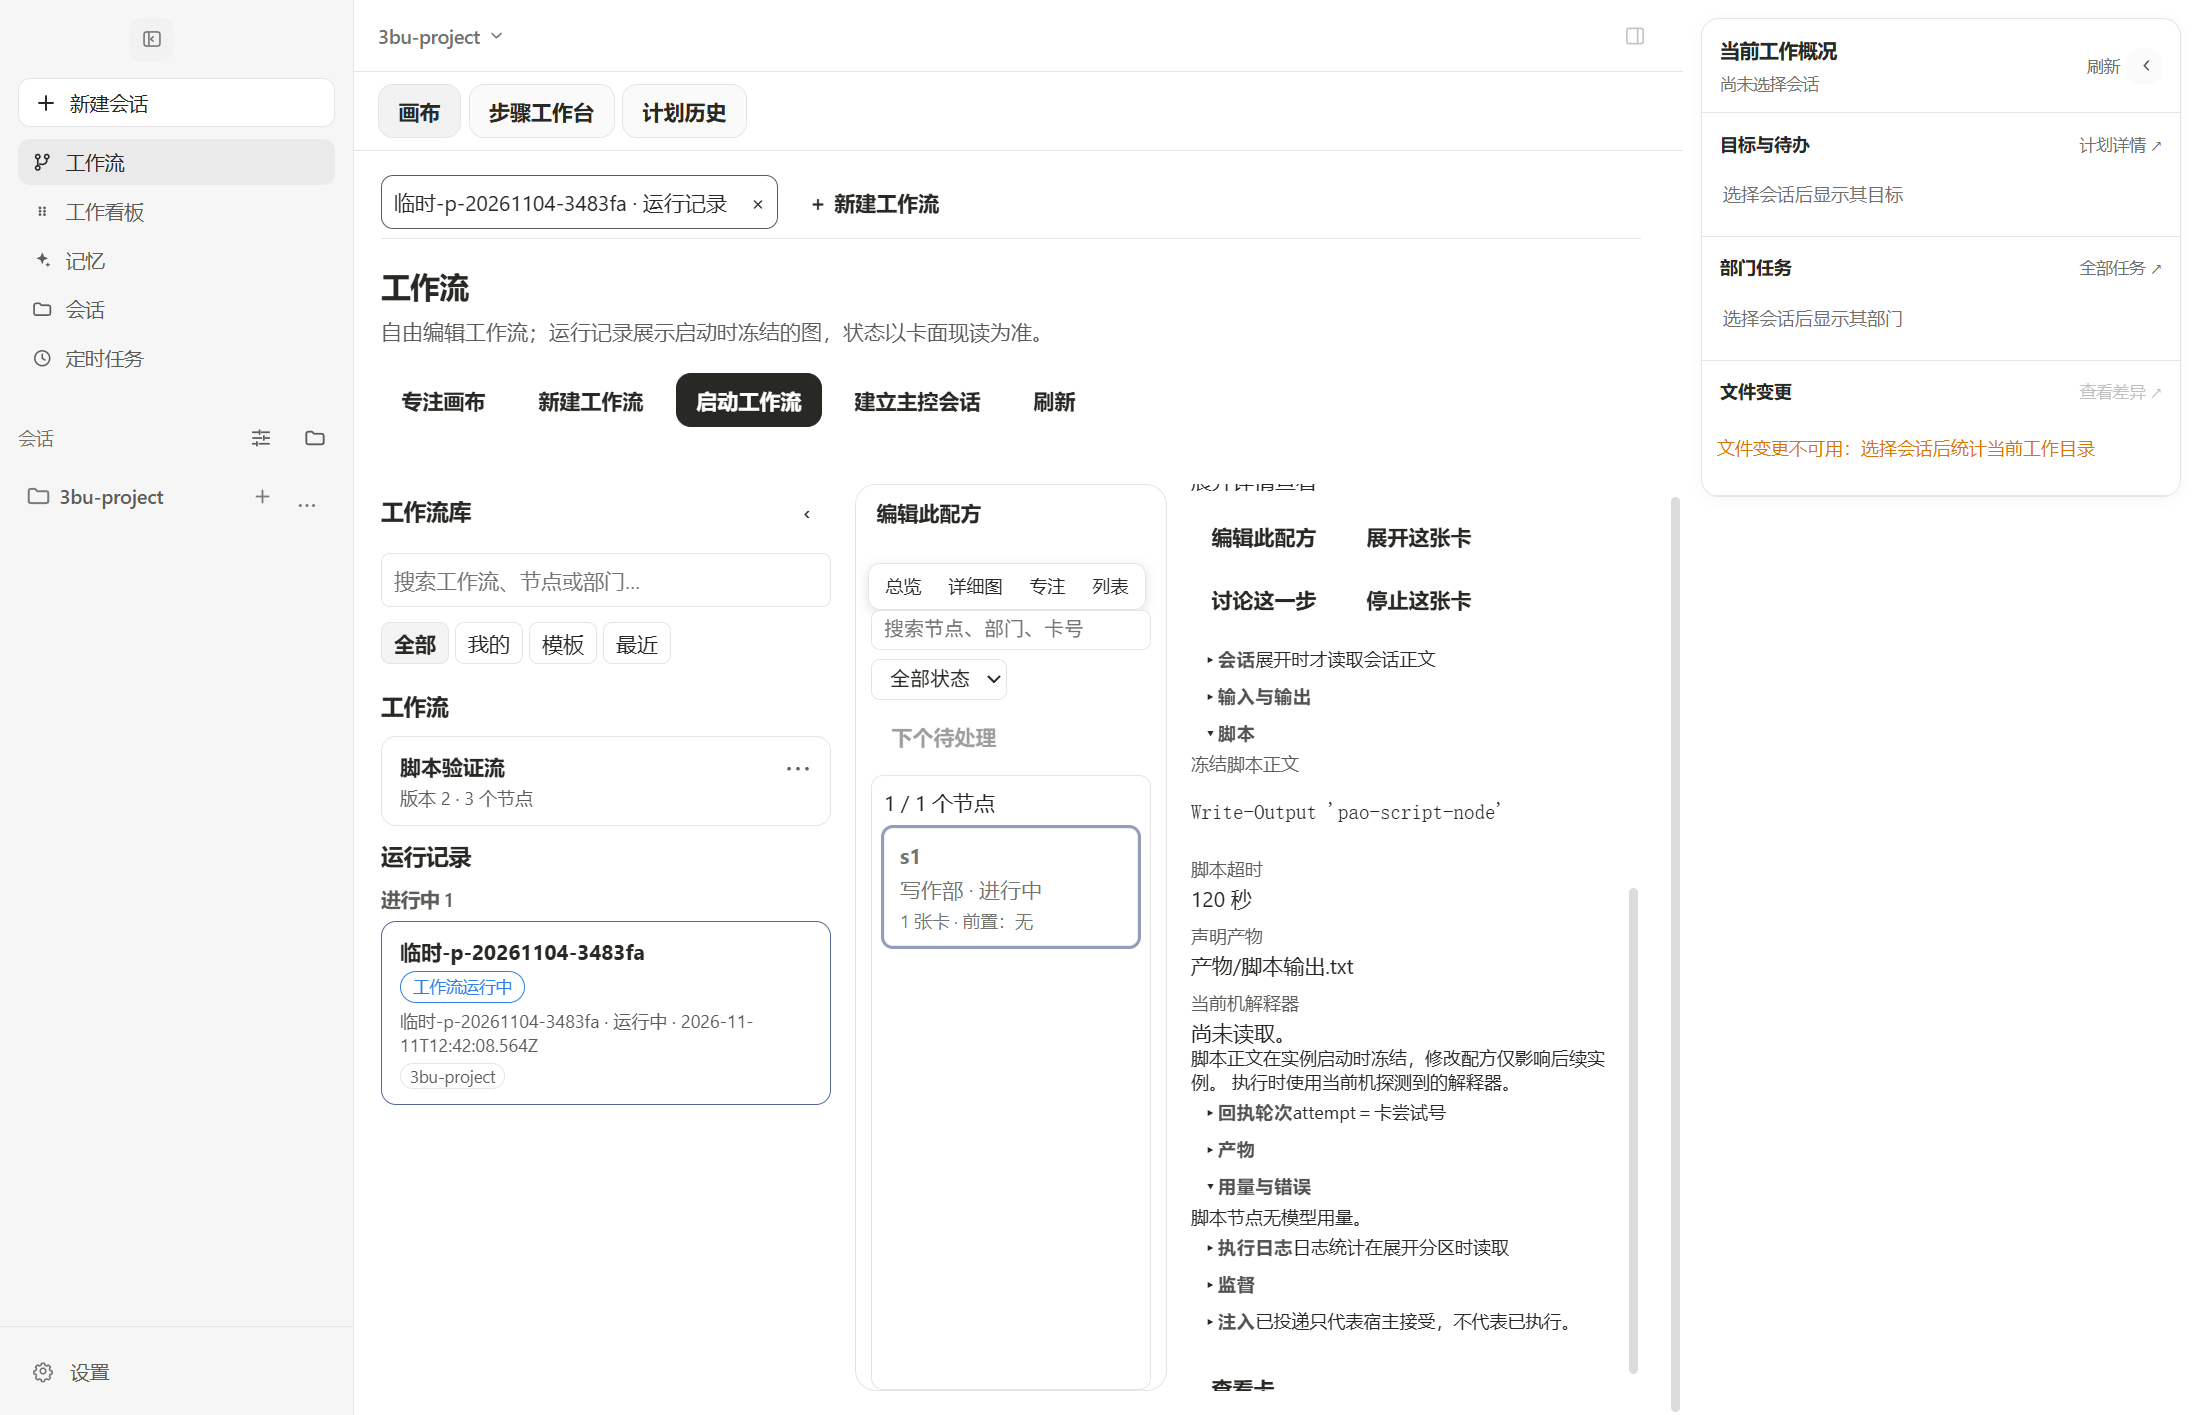 新建会话
工作流
工作看板
记忆
会话
定时任务
会话
3bu-project
设置
3bu-project
画布
步骤工作台
计划历史
临时-p-20261104-3483fa · 运行记录 ×
+ 新建工作流
工作流
自由编辑工作流；运行记录展示启动时冻结的图，状态以卡面现读为准。
专注画布
新建工作流
启动工作流
建立主控会话
刷新
工作流库
搜索工作流、节点或部门...
全部
我的
模板
最近
工作流
脚本验证流
版本 2 · 3 个节点
运行记录
进行中 1
临时-p-20261104-3483fa
工作流运行中
临时-p-20261104-3483fa · 运行中 · 2026-11-
11T12:42:08.564Z
3bu-project
编辑此配方
总览
详细图
专注
列表
搜索节点、部门、卡号
全部状态
下个待处理
1 / 1 个节点
s1
写作部 · 进行中
1 张卡 · 前置：无
展开详情查看
编辑此配方
展开这张卡
讨论这一步
停止这张卡
会话展开时才读取会话正文
输入与输出
脚本
冻结脚本正文
Write-Output 'pao-script-node'
脚本超时
120 秒
声明产物
产物/脚本输出.txt
当前机解释器
尚未读取。
脚本正文在实例启动时冻结，修改配方仅影响后续实
例。 执行时使用当前机探测到的解释器。
回执轮次attempt = 卡尝试号
产物
用量与错误
脚本节点无模型用量。
执行日志日志统计在展开分区时读取
监督
注入已投递只代表宿主接受，不代表已执行。
查看卡
当前工作概况
尚未选择会话
刷新
目标与待办
计划详情 ↗
选择会话后显示其目标
部门任务
全部任务 ↗
选择会话后显示其部门
文件变更
查看差异 ↗
文件变更不可用：选择会话后统计当前工作目录